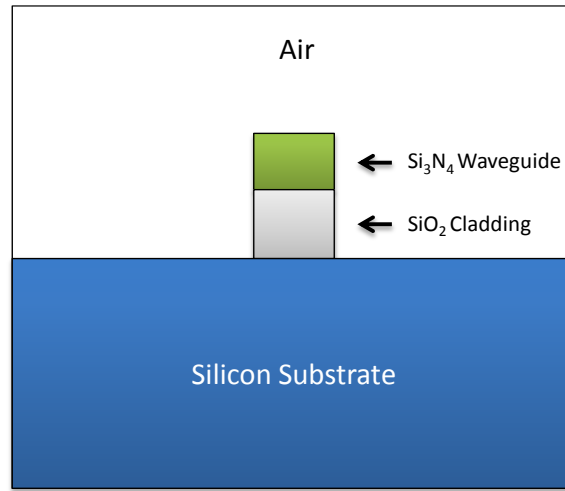 Air
Si₃N₄ Waveguide
SiO₂ Cladding
Silicon Substrate